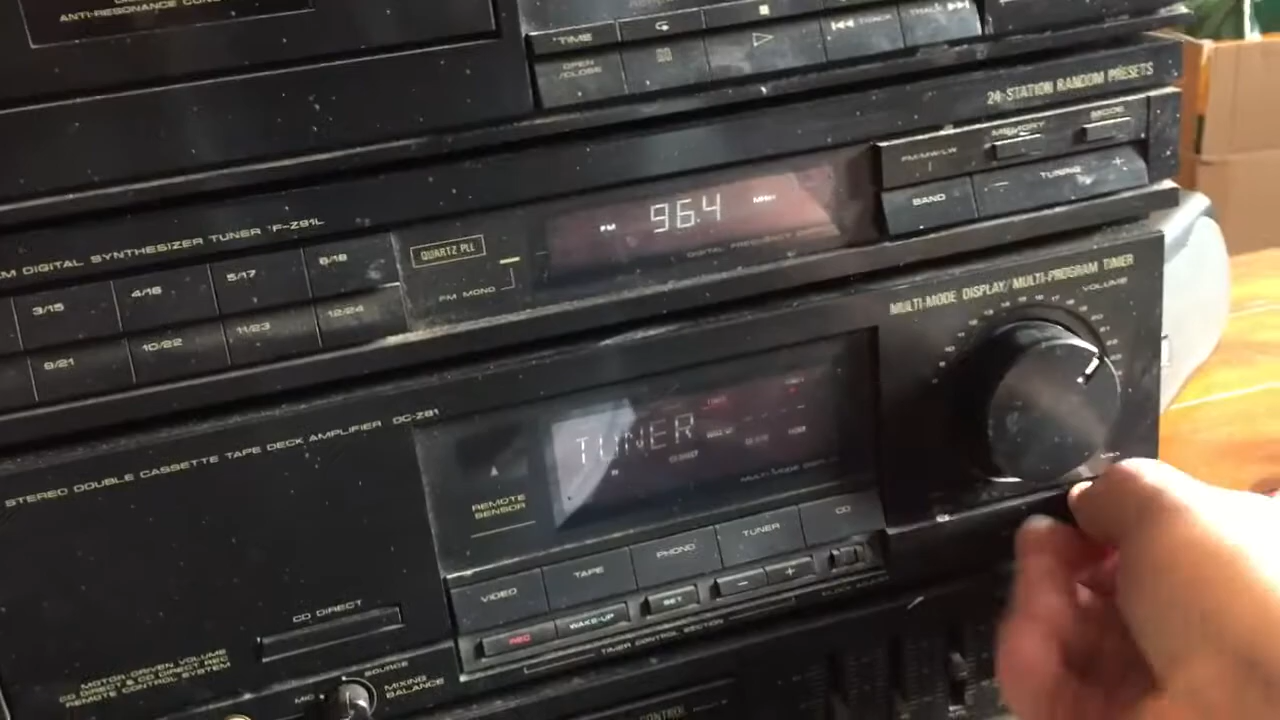 ANTI-RESONANCE
TIME
OPEN
/CLOSE
TRACK
24-STATION RANDOM PRESETS
MEMORY
MODE
FM/MW/LW
TUNING
+
BAND
FM 96.4 MHz
DIGITAL FREQUENCY
DIGITAL SYNTHESIZER TUNER F-Z81L
QUARTZ PLL
FM MONO
3/15
4/16
5/17
6/18
9/21
10/22
11/23
12/24
MULTI-MODE DISPLAY/MULTI-PROGRAM TIMER
VOLUME
STEREO DOUBLE CASSETTE TAPE DECK AMPLIFIER DC-Z81
TUNER
MULTI-MODE
REMOTE
SENSOR
VIDEO
TAPE
PHONO
TUNER
CD
REC
WAKE-UP
SET
−
+
TIMER CONTROL SECTION
CD DIRECT
MOTOR-DRIVEN VOLUME
CD DIRECT & CD DIRECT REC
REMOTE CONTROL SYSTEM
MIC
SOURCE
MIXING
BALANCE
CONTROL